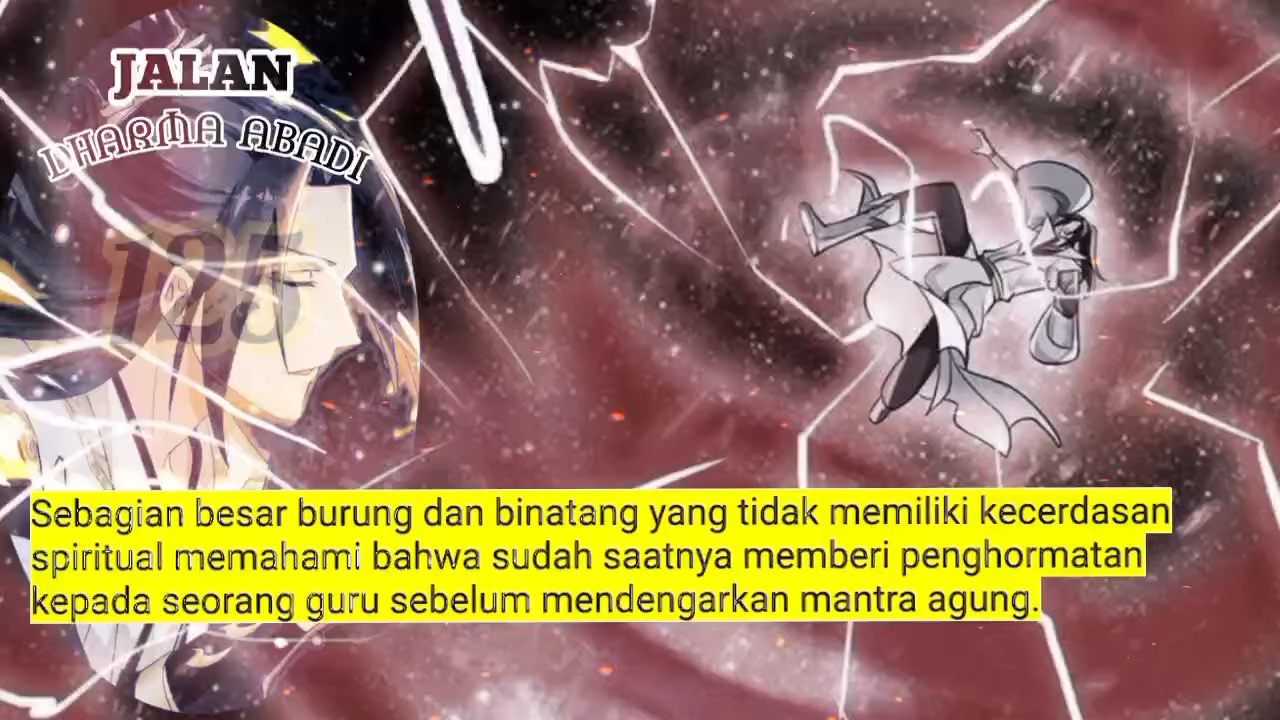 JALAN
DHARMA ABADI
125
Sebagian besar burung dan binatang yang tidak memiliki kecerdasan
spiritual memahami bahwa sudah saatnya memberi penghormatan
kepada seorang guru sebelum mendengarkan mantra agung.